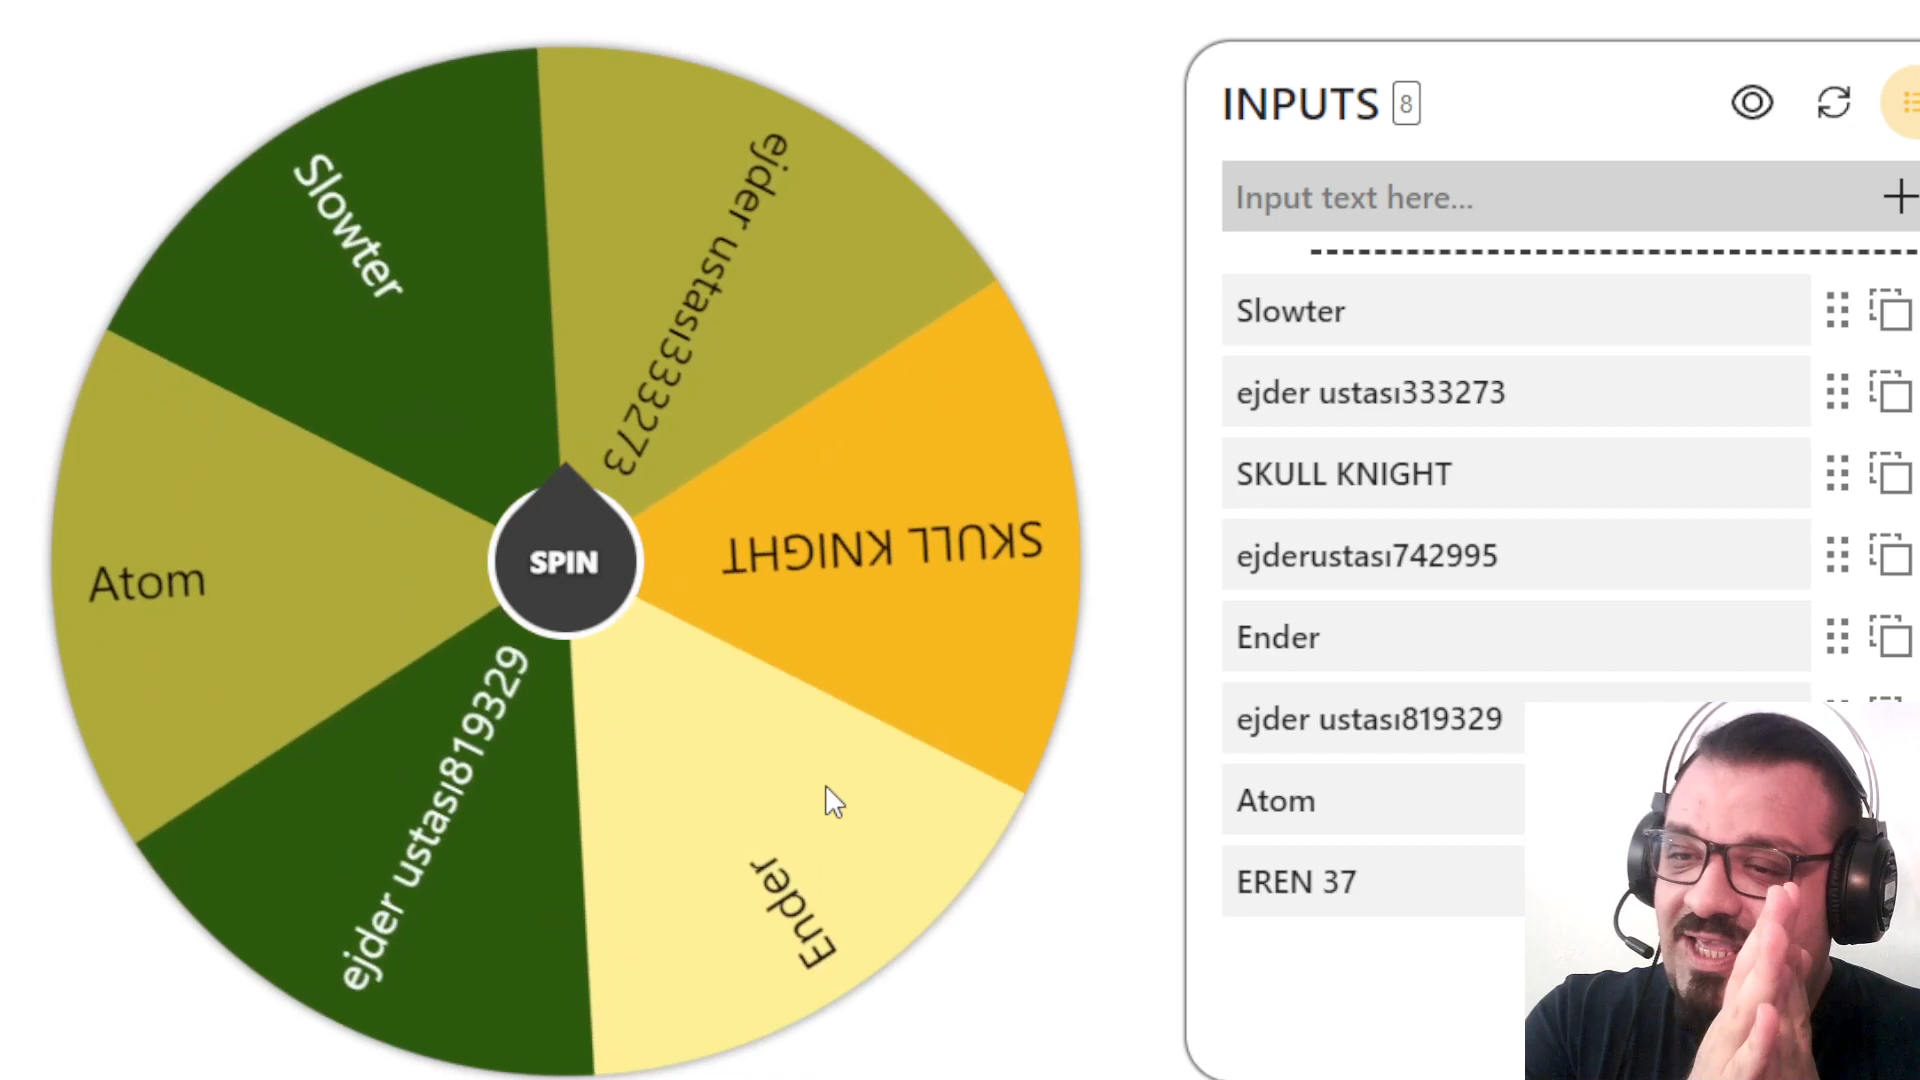 Slowter
ejder ustası333273
SKULL KNIGHT
Ender
ejder ustası819329
Atom
SPIN
INPUTS 8
Input text here...
Slowter
ejder ustası333273
SKULL KNIGHT
ejderustası742995
Ender
ejder ustası819329
Atom
EREN 37